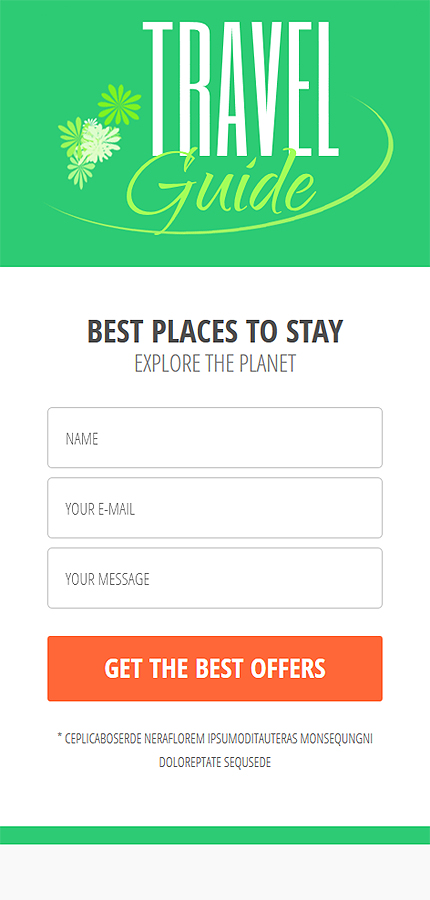 TRAVEL
Guide
BEST PLACES TO STAY
EXPLORE THE PLANET
NAME
YOUR E-MAIL
YOUR MESSAGE
GET THE BEST OFFERS
* CEPLICABOSERDE NERAFLOREM IPSUMODITAUTERAS MONSEQUNGNI
DOLOREPTATE SEQUSEDE